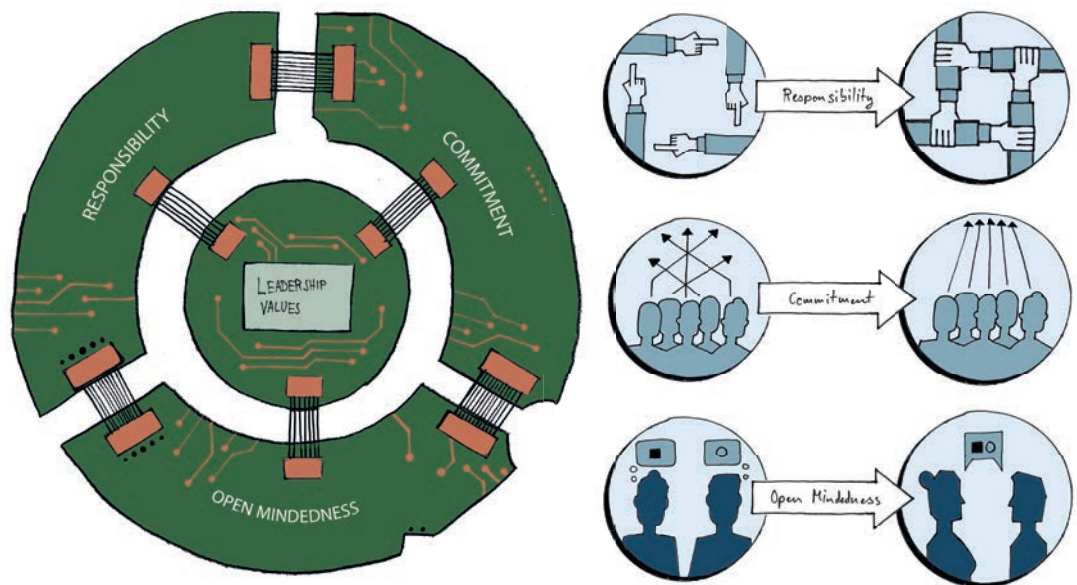 RESPONSIBILITY
COMMITMENT
LEADERSHIP
VALUES
OPEN MINDEDNESS
Responsibility
Commitment
Open Mindedness